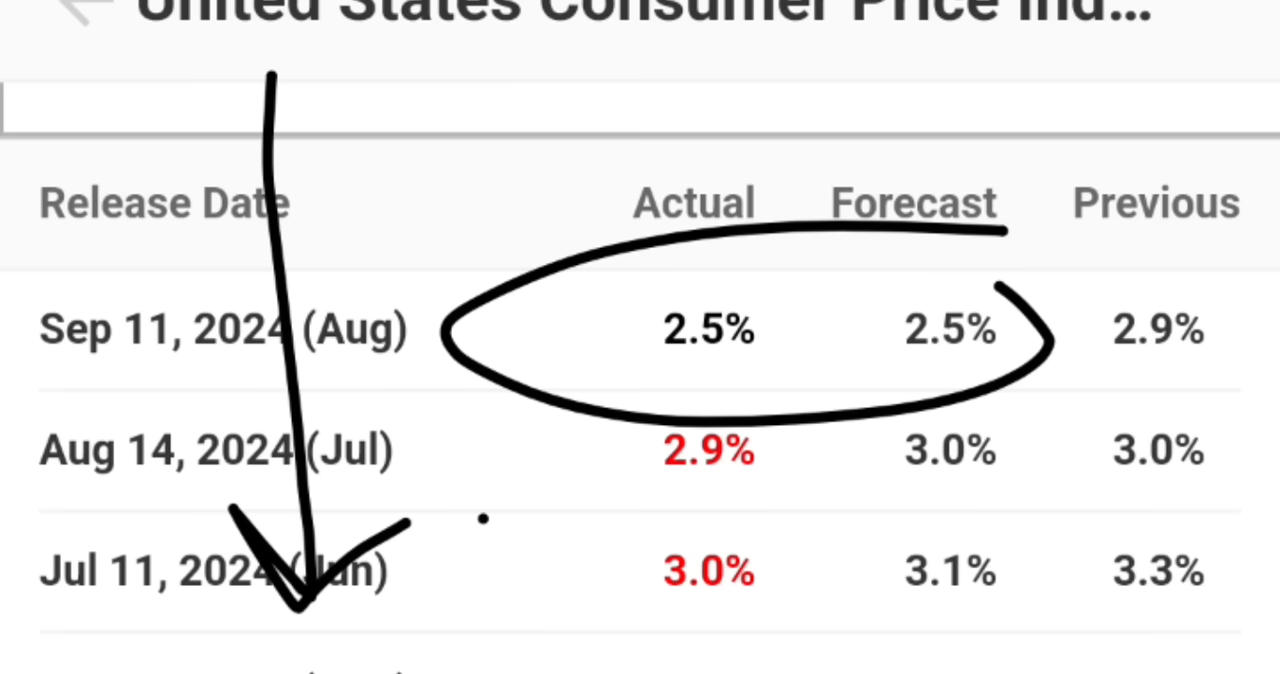 United States Consumer Price Ind...
Release Date Actual Forecast Previous
Sep 11, 2024 (Aug) 2.5% 2.5% 2.9%
Aug 14, 2024 (Jul) 2.9% 3.0% 3.0%
Jul 11, 2024 (Jun) 3.0% 3.1% 3.3%